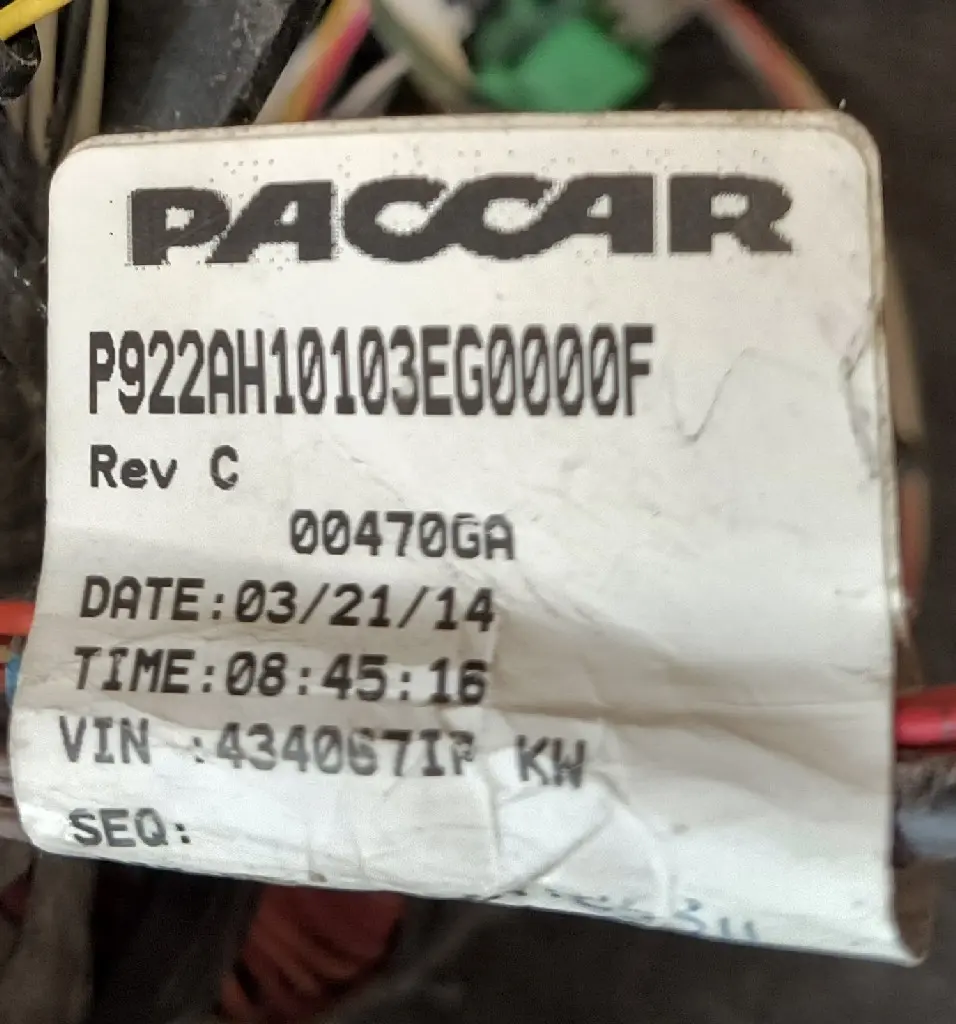 PACCAR
P922AH10103EG0000F
Rev C
00470GA
DATE:03/21/14
TIME:08:45:16
VIN :434067IP KW
SEQ: